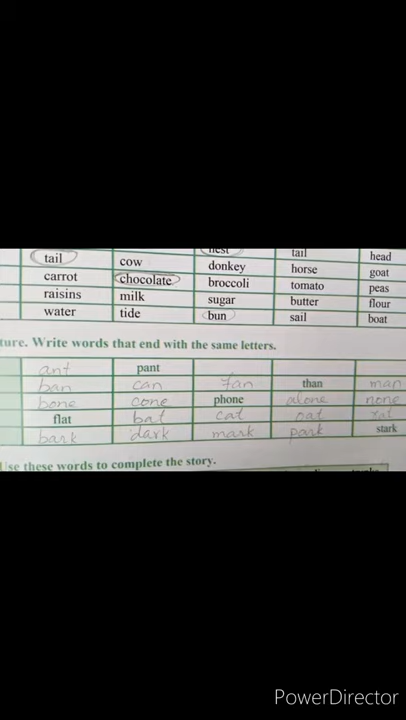 nest tail head
tail cow donkey horse goat
carrot chocolate broccoli tomato peas
raisins milk sugar butter flour
water tide bun sail boat
ture. Write words that end with the same letters.
ant pant
ban can fan than man
bone cone phone alone none
flat bat cat oat rat
bark dark mark park stark
Use these words to complete the story.
PowerDirector